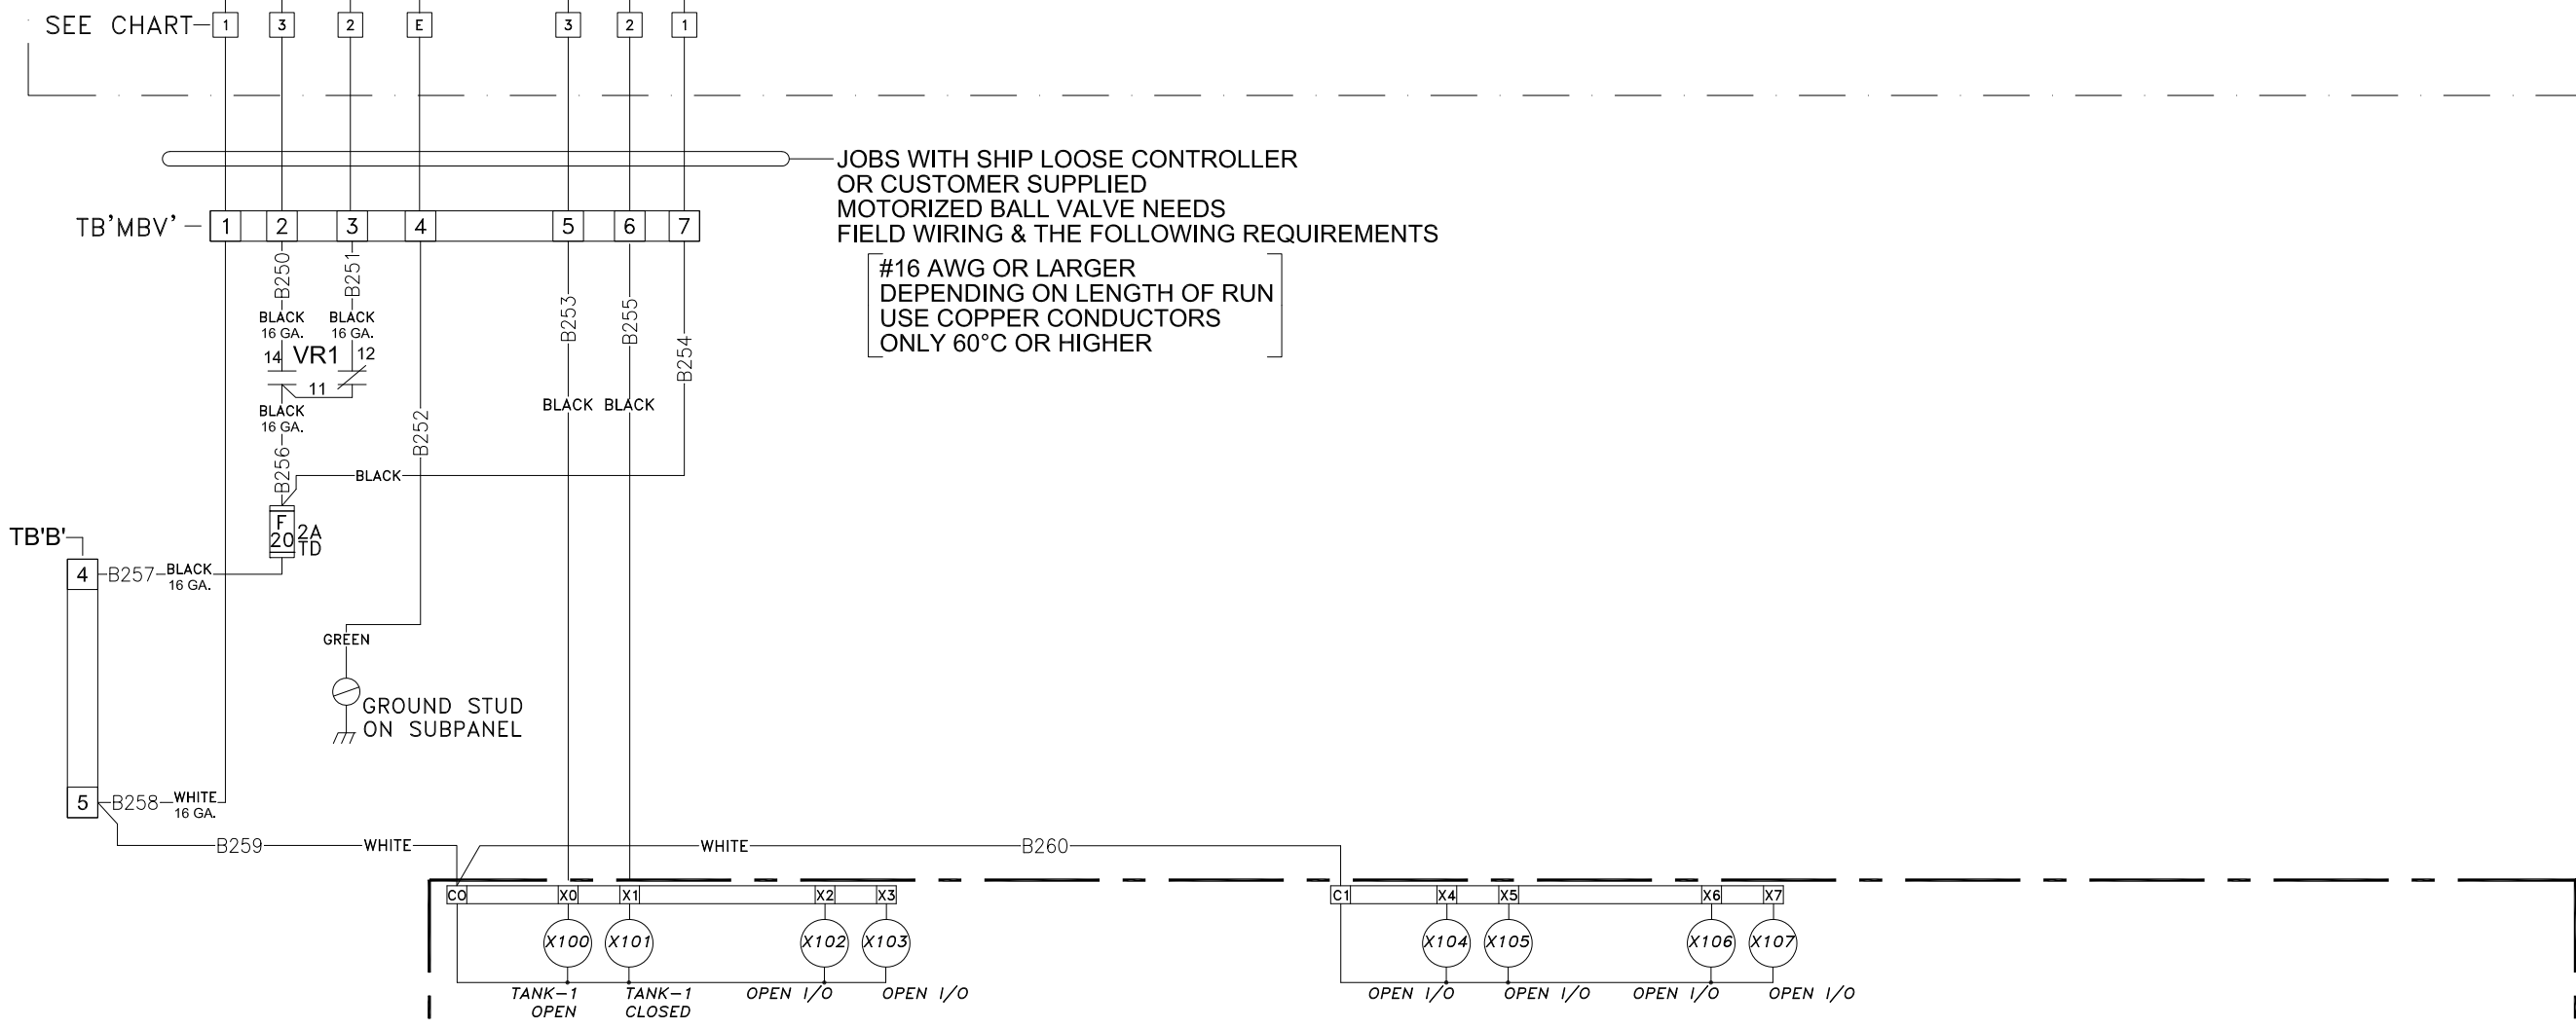 SEE CHART 1 3 2 E 3 2 1
JOBS WITH SHIP LOOSE CONTROLLER
OR CUSTOMER SUPPLIED
MOTORIZED BALL VALVE NEEDS
FIELD WIRING & THE FOLLOWING REQUIREMENTS
#16 AWG OR LARGER
DEPENDING ON LENGTH OF RUN
USE COPPER CONDUCTORS
ONLY 60°C OR HIGHER
TB'MBV' 1 2 3 4 5 6 7
B250 B251 B253 B255 B254
BLACK BLACK
16 GA. 16 GA.
14 VR1 12
11
BLACK
16 GA.
BLACK BLACK
B252
B256
BLACK
F
20
2A
TD
TB'B'
4 B257 BLACK
16 GA.
GREEN
GROUND STUD
ON SUBPANEL
5 B258 WHITE
16 GA.
B259 WHITE WHITE B260
C0 X0 X1 X2 X3 C1 X4 X5 X6 X7
X100 X101 X102 X103 X104 X105 X106 X107
TANK-1
OPEN
TANK-1
CLOSED
OPEN I/O OPEN I/O OPEN I/O OPEN I/O OPEN I/O OPEN I/O